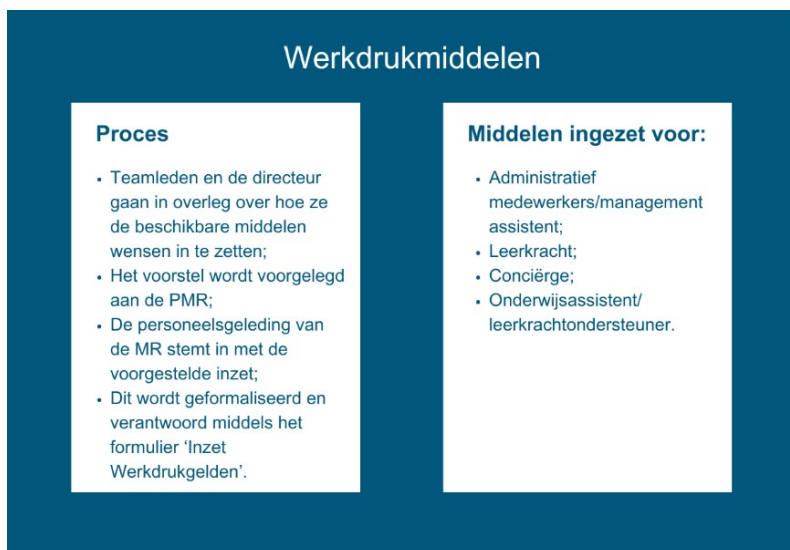 Werkdrukmiddelen
Proces
• Teamleden en de directeur
gaan in overleg over hoe ze
de beschikbare middelen
wensen in te zetten;
• Het voorstel wordt voorgelegd
aan de PMR;
• De personeelsgeleding van
de MR stemt in met de
voorgestelde inzet;
• Dit wordt geformaliseerd en
verantwoord middels het
formulier ‘Inzet
Werkdrukgelden’.
Middelen ingezet voor:
• Administratief
medewerkers/management
assistent;
• Leerkracht;
• Conciërge;
• Onderwijsassistent/
leerkrachtondersteuner.